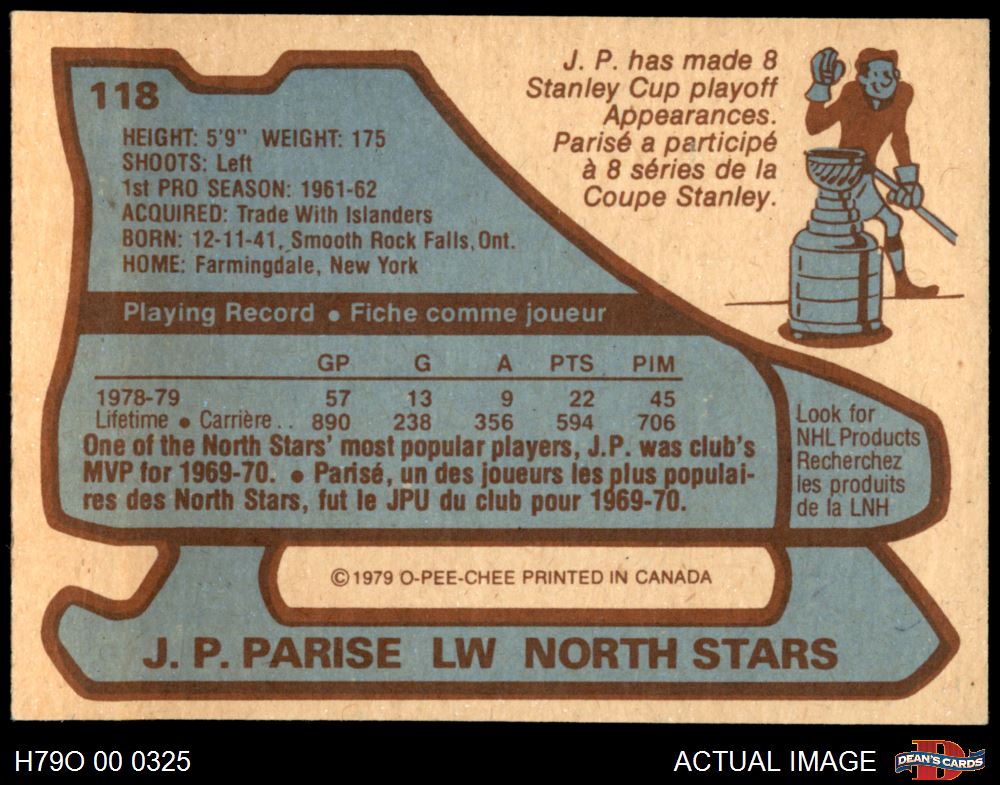 118
HEIGHT: 5'9" WEIGHT: 175
SHOOTS: Left
1st PRO SEASON: 1961-62
ACQUIRED: Trade With Islanders
BORN: 12-11-41, Smooth Rock Falls, Ont.
HOME: Farmingdale, New York
J. P. has made 8
Stanley Cup playoff
Appearances.
Parisé a participé
à 8 séries de la
Coupe Stanley.
Playing Record • Fiche comme joueur
GP G A PTS PIM
1978-79 57 13 9 22 45
Lifetime • Carrière . . 890 238 356 594 706
One of the North Stars' most popular players, J.P. was club's
MVP for 1969-70. • Parisé, un des joueurs les plus populai-
res des North Stars, fut le JPU du club pour 1969-70.
Look for
NHL Products
Recherchez
les produits
de la LNH
© 1979 O-PEE-CHEE PRINTED IN CANADA
J. P. PARISE LW NORTH STARS
H79O 00 0325
ACTUAL IMAGE
DEAN'S CARDS